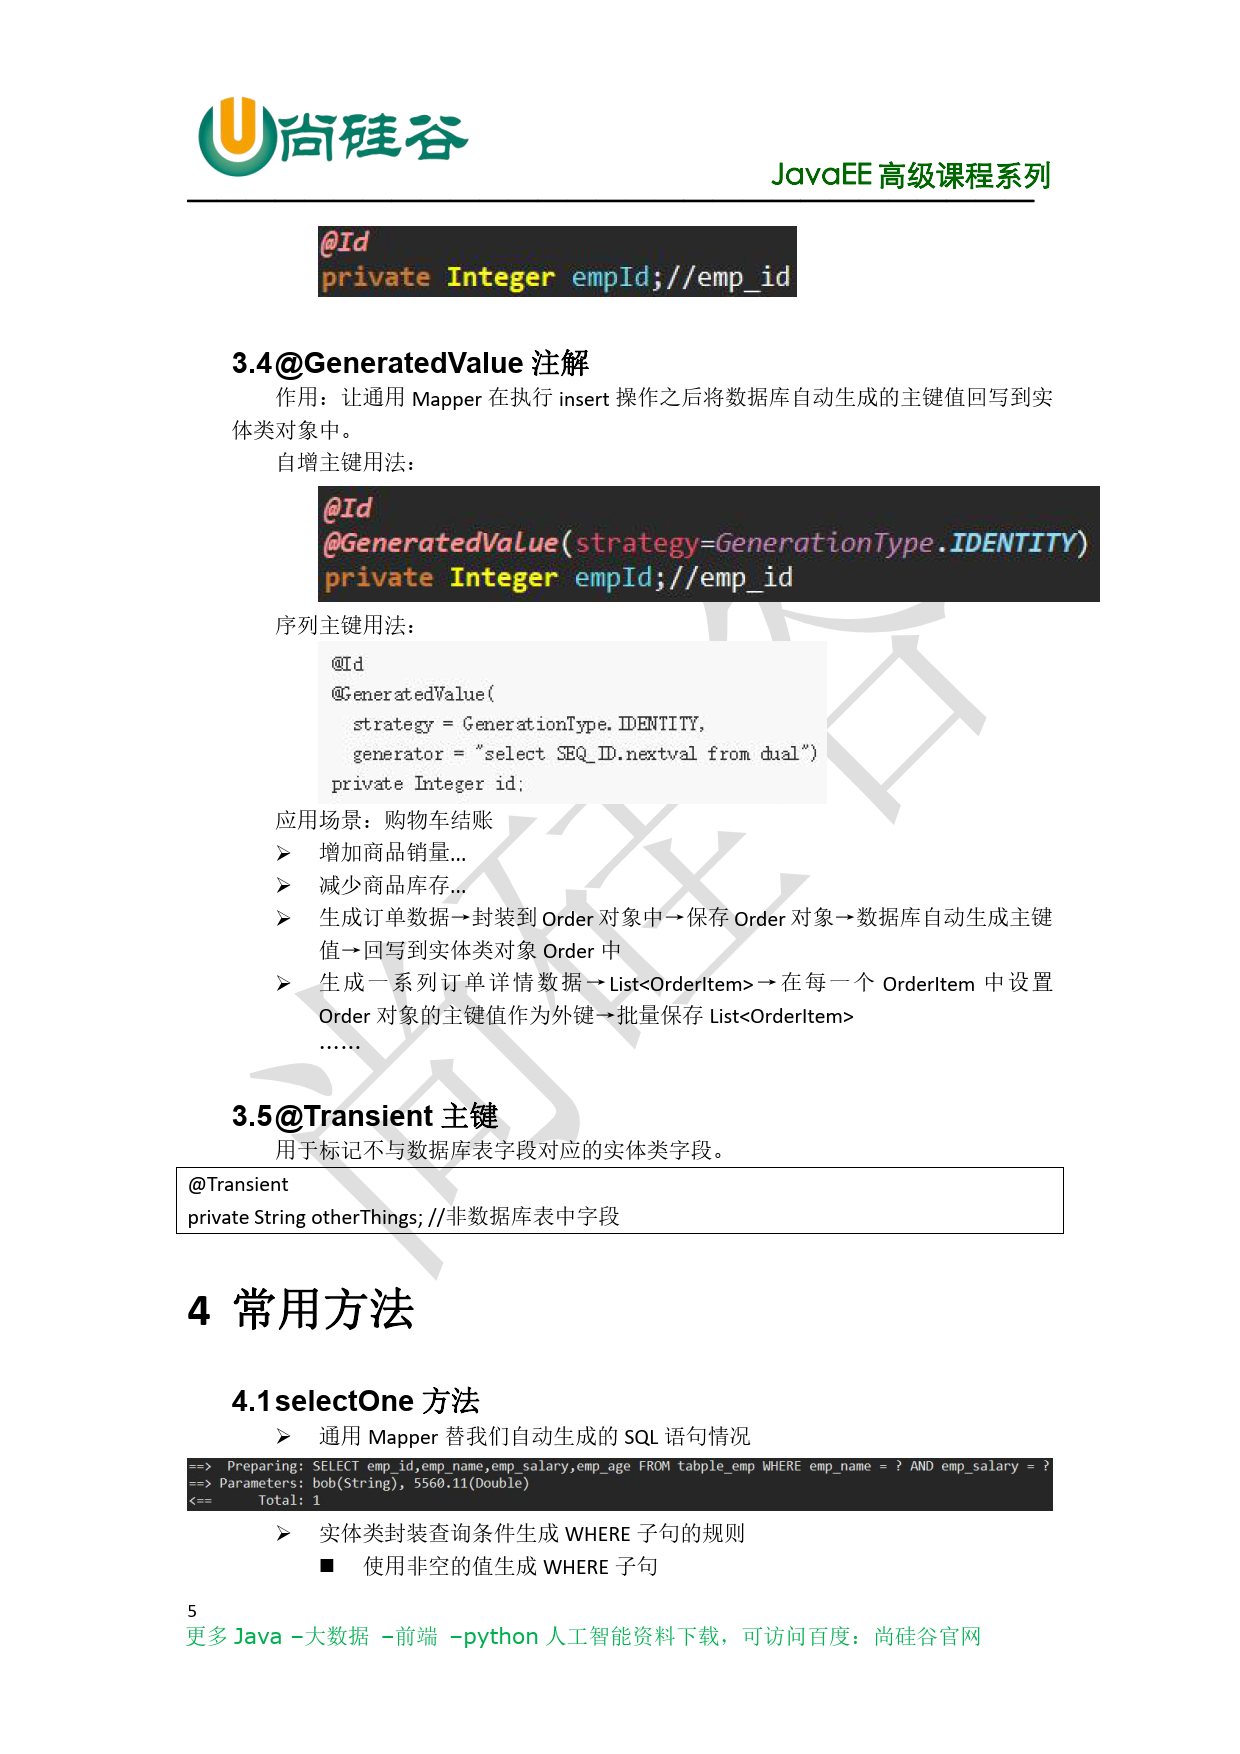 尚硅谷
JavaEE 高级课程系列
@Id
private Integer empId;//emp_id
3.4@GeneratedValue 注解
作用：让通用 Mapper 在执行 insert 操作之后将数据库自动生成的主键值回写到实
体类对象中。
自增主键用法：
@Id
@GeneratedValue(strategy=GenerationType.IDENTITY)
private Integer empId;//emp_id
序列主键用法：
@Id
@GeneratedValue(
strategy = GenerationType.IDENTITY,
generator = "select SEQ_ID.nextval from dual")
private Integer id;
应用场景：购物车结账
➢ 增加商品销量...
➢ 减少商品库存...
➢ 生成订单数据→封装到 Order 对象中→保存 Order 对象→数据库自动生成主键
值→回写到实体类对象 Order 中
➢ 生成一系列订单详情数据→List<OrderItem>→在每一个 OrderItem 中设置
Order 对象的主键值作为外键→批量保存 List<OrderItem>
……
3.5@Transient 主键
用于标记不与数据库表字段对应的实体类字段。
@Transient
private String otherThings; //非数据库表中字段
4 常用方法
4.1selectOne 方法
➢ 通用 Mapper 替我们自动生成的 SQL 语句情况
==> Preparing: SELECT emp_id,emp_name,emp_salary,emp_age FROM tabple_emp WHERE emp_name = ? AND emp_salary = ?
==> Parameters: bob(String), 5560.11(Double)
<== Total: 1
➢ 实体类封装查询条件生成 WHERE 子句的规则
■ 使用非空的值生成 WHERE 子句
5
更多 Java –大数据 –前端 –python 人工智能资料下载，可访问百度：尚硅谷官网
尚硅谷